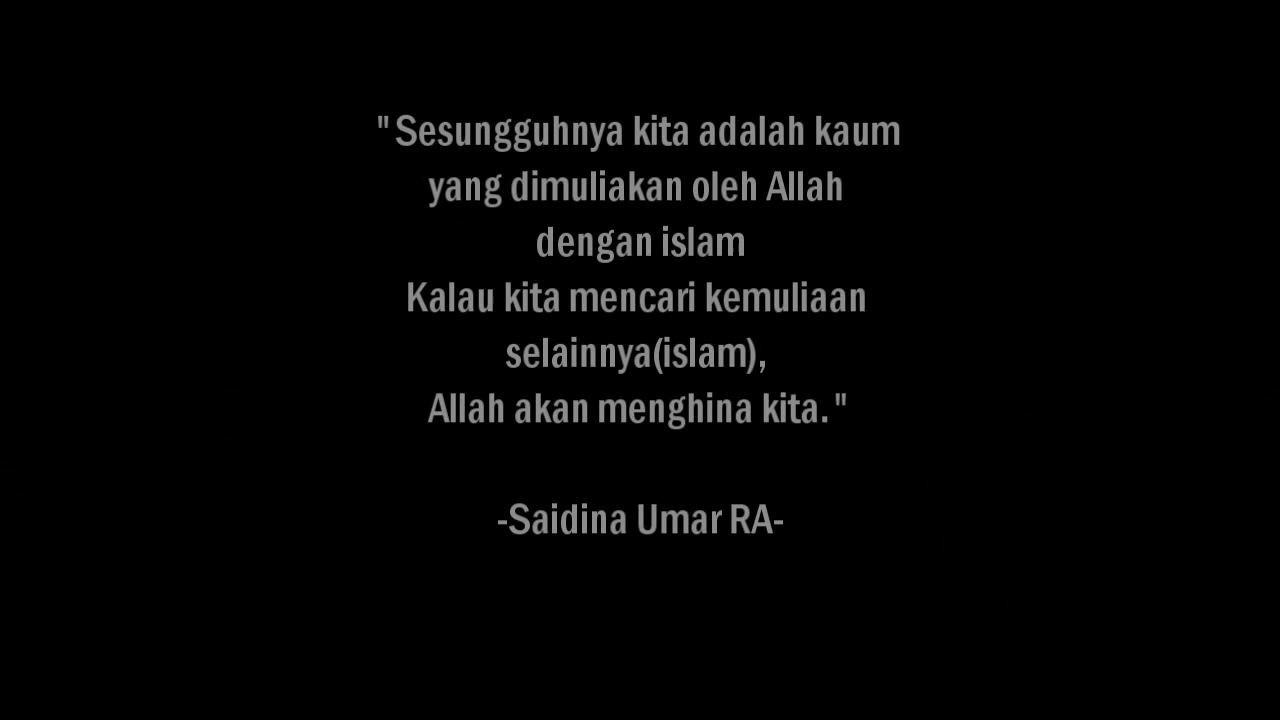 "Sesungguhnya kita adalah kaum
yang dimuliakan oleh Allah
dengan islam
Kalau kita mencari kemuliaan
selainnya(islam),
Allah akan menghina kita."
-Saidina Umar RA-